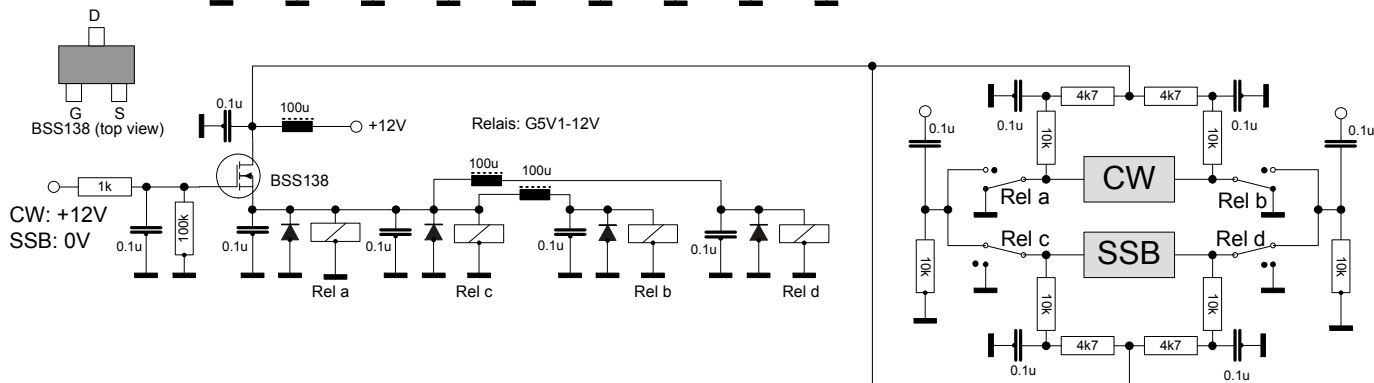 D
G S
BSS138 (top view)
0.1u
100u
+12V
Relais: G5V1-12V
BSS138
1k
CW: +12V
SSB: 0V
0.1u
100k
0.1u
0.1u
100u
100u
0.1u
0.1u
Rel a
Rel c
Rel b
Rel d
4k7
4k7
0.1u
0.1u
0.1u
0.1u
10k
10k
CW
Rel a
Rel b
Rel c
Rel d
SSB
10k
10k
10k
10k
4k7
4k7
0.1u
0.1u